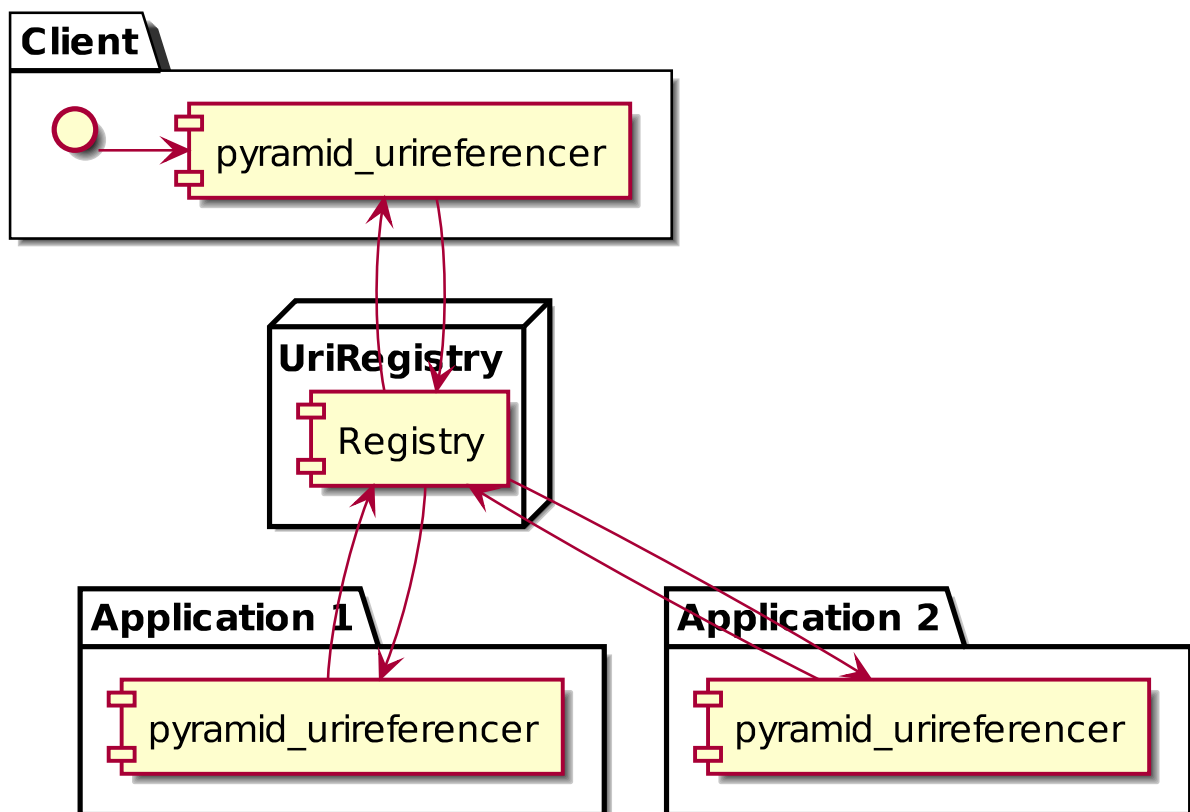 Client
pyramid_urireferencer
UriRegistry
Registry
Application 1
Application 2
pyramid_urireferencer
pyramid_urireferencer